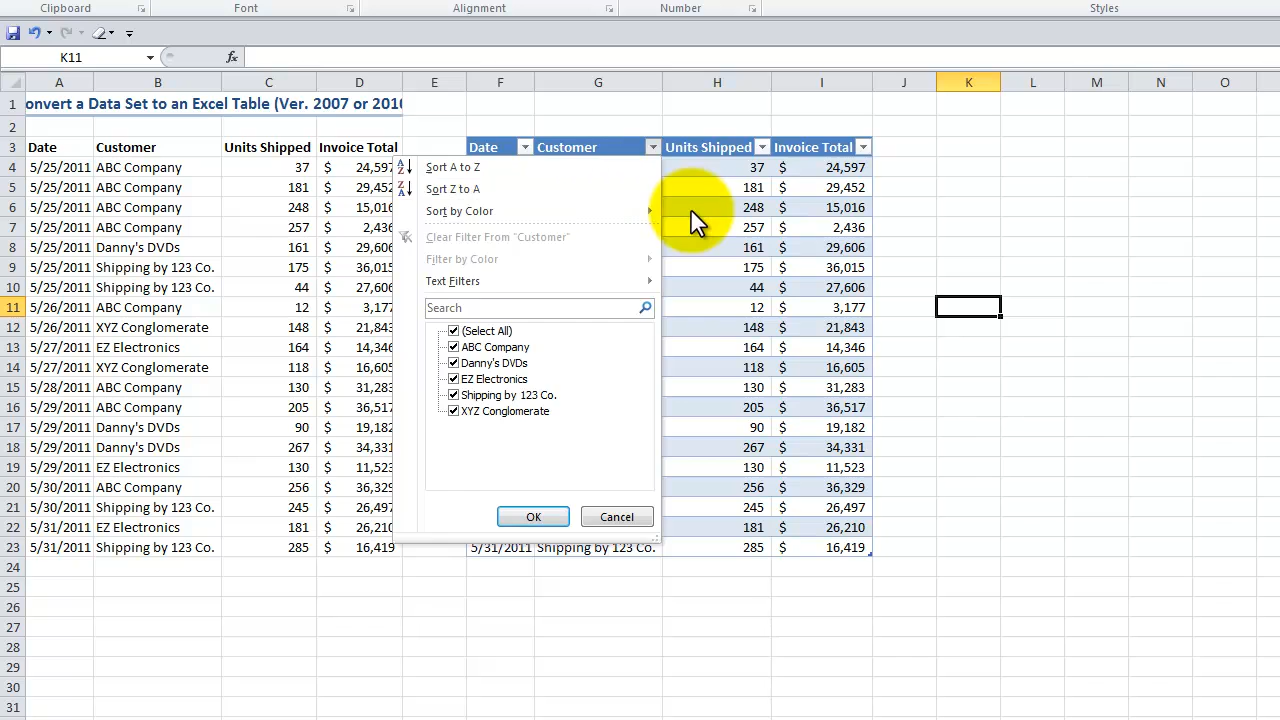 Clipboard Font Alignment Number Styles
K11
A B C D E F G H I J K L M N O
1 onvert a Data Set to an Excel Table (Ver. 2007 or 2010
2
3 Date Customer Units Shipped Invoice Total Date Customer Units Shipped Invoice Total
4 5/25/2011 ABC Company 37 $ 24,597 37 $ 24,597
5 5/25/2011 ABC Company 181 $ 29,452 181 $ 29,452
6 5/25/2011 ABC Company 248 $ 15,016 248 $ 15,016
7 5/25/2011 ABC Company 257 $ 2,436 257 $ 2,436
8 5/25/2011 Danny's DVDs 161 $ 29,606 161 $ 29,606
9 5/25/2011 Shipping by 123 Co. 175 $ 36,015 175 $ 36,015
10 5/25/2011 Shipping by 123 Co. 44 $ 27,606 44 $ 27,606
11 5/26/2011 ABC Company 12 $ 3,177 12 $ 3,177
12 5/26/2011 XYZ Conglomerate 148 $ 21,843 148 $ 21,843
13 5/26/2011 EZ Electronics 164 $ 14,346 164 $ 14,346
14 5/27/2011 XYZ Conglomerate 118 $ 16,605 118 $ 16,605
15 5/28/2011 ABC Company 130 $ 31,283 130 $ 31,283
16 5/29/2011 ABC Company 205 $ 36,517 205 $ 36,517
17 5/29/2011 Danny's DVDs 90 $ 19,182 90 $ 19,182
18 5/29/2011 Danny's DVDs 267 $ 34,331 267 $ 34,331
19 5/29/2011 EZ Electronics 130 $ 11,523 130 $ 11,523
20 5/30/2011 ABC Company 256 $ 36,329 256 $ 36,329
21 5/30/2011 Shipping by 123 Co. 245 $ 26,497 245 $ 26,497
22 5/31/2011 EZ Electronics 181 $ 26,210 181 $ 26,210
23 5/31/2011 Shipping by 123 Co. 285 $ 16,419 5/31/2011 Shipping by 123 Co. 285 $ 16,419
24
25
26
27
28
29
30
31
Sort A to Z
Sort Z to A
Sort by Color
Clear Filter From "Customer"
Filter by Color
Text Filters
Search
(Select All)
ABC Company
Danny's DVDs
EZ Electronics
Shipping by 123 Co.
XYZ Conglomerate
OK Cancel